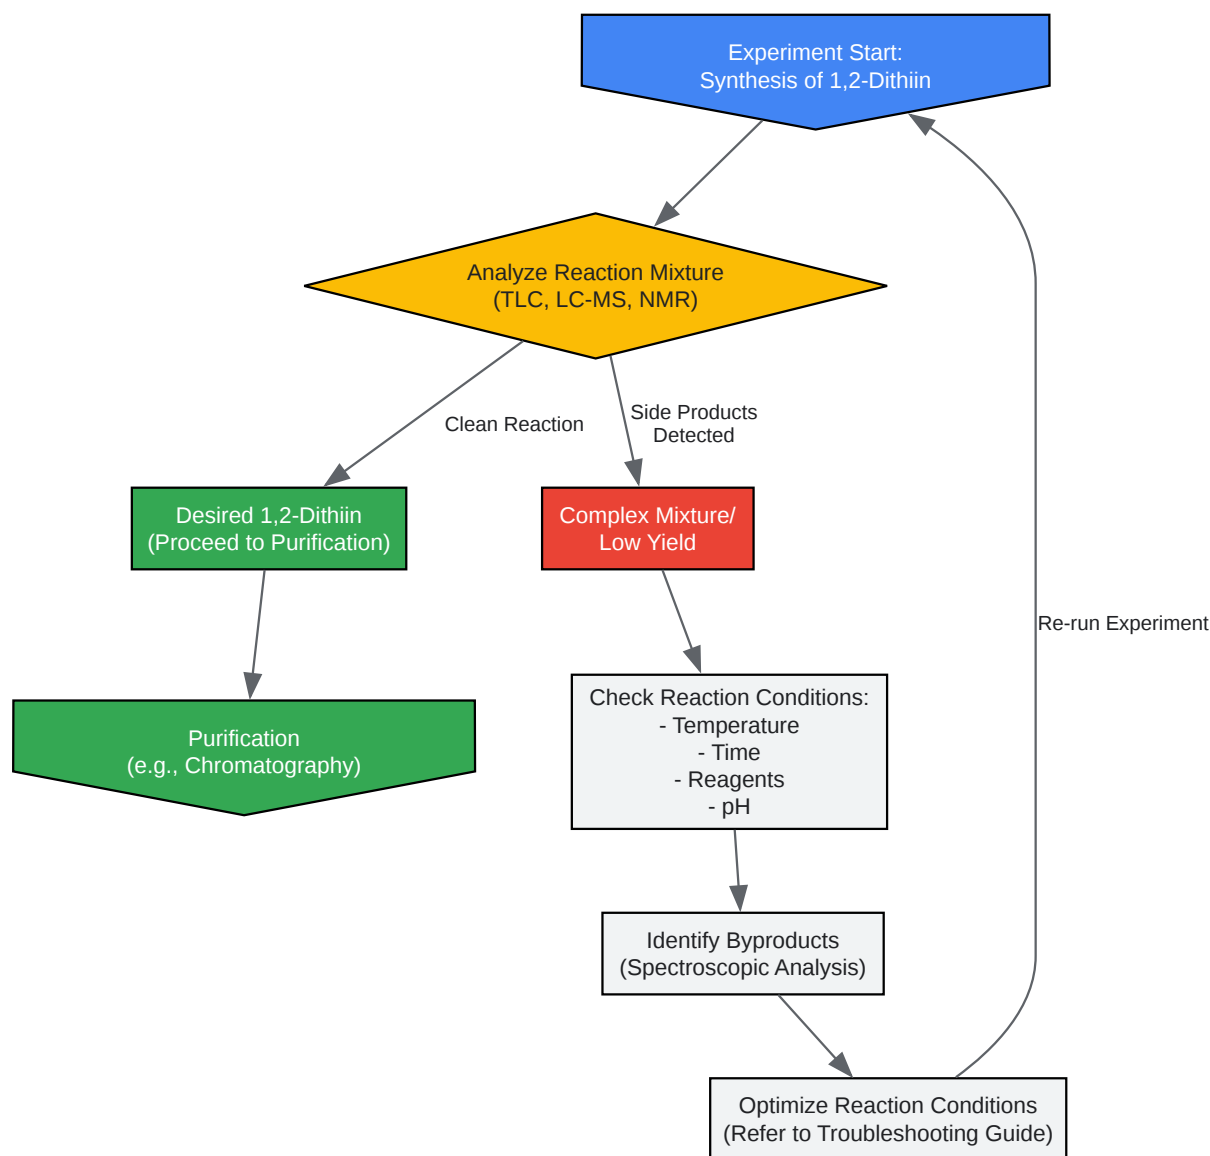 Experiment Start:
Synthesis of 1,2-Dithiin
Analyze Reaction Mixture
(TLC, LC-MS, NMR)
Clean Reaction
Side Products
Detected
Desired 1,2-Dithiin
(Proceed to Purification)
Complex Mixture/
Low Yield
Re-run Experiment
Purification
(e.g., Chromatography)
Check Reaction Conditions:
- Temperature
- Time
- Reagents
- pH
Identify Byproducts
(Spectroscopic Analysis)
Optimize Reaction Conditions
(Refer to Troubleshooting Guide)